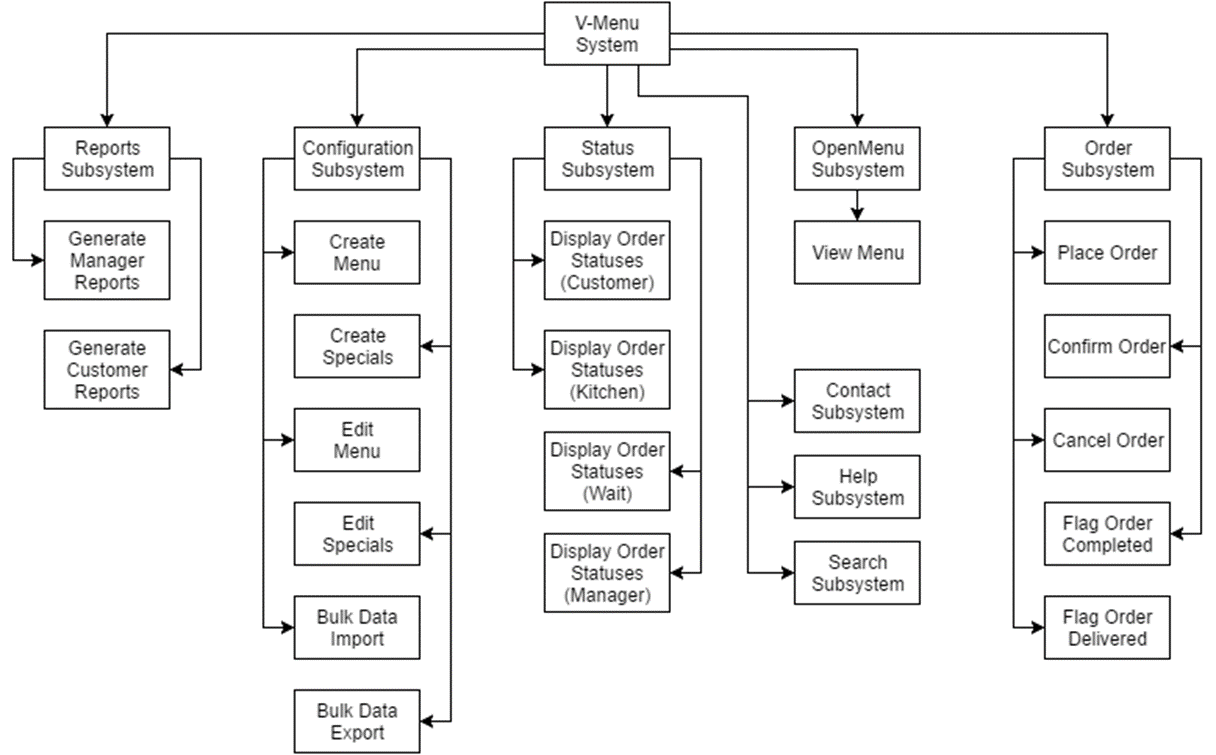 V-Menu
System
Reports
Subsystem
Configuration
Subsystem
Status
Subsystem
OpenMenu
Subsystem
Order
Subsystem
Generate
Manager
Reports
Generate
Customer
Reports
Create
Menu
Create
Specials
Edit
Menu
Edit
Specials
Bulk Data
Import
Bulk Data
Export
Display Order
Statuses
(Customer)
Display Order
Statuses
(Kitchen)
Display Order
Statuses
(Wait)
Display Order
Statuses
(Manager)
View Menu
Contact
Subsystem
Help
Subsystem
Search
Subsystem
Place Order
Confirm Order
Cancel Order
Flag Order
Completed
Flag Order
Delivered